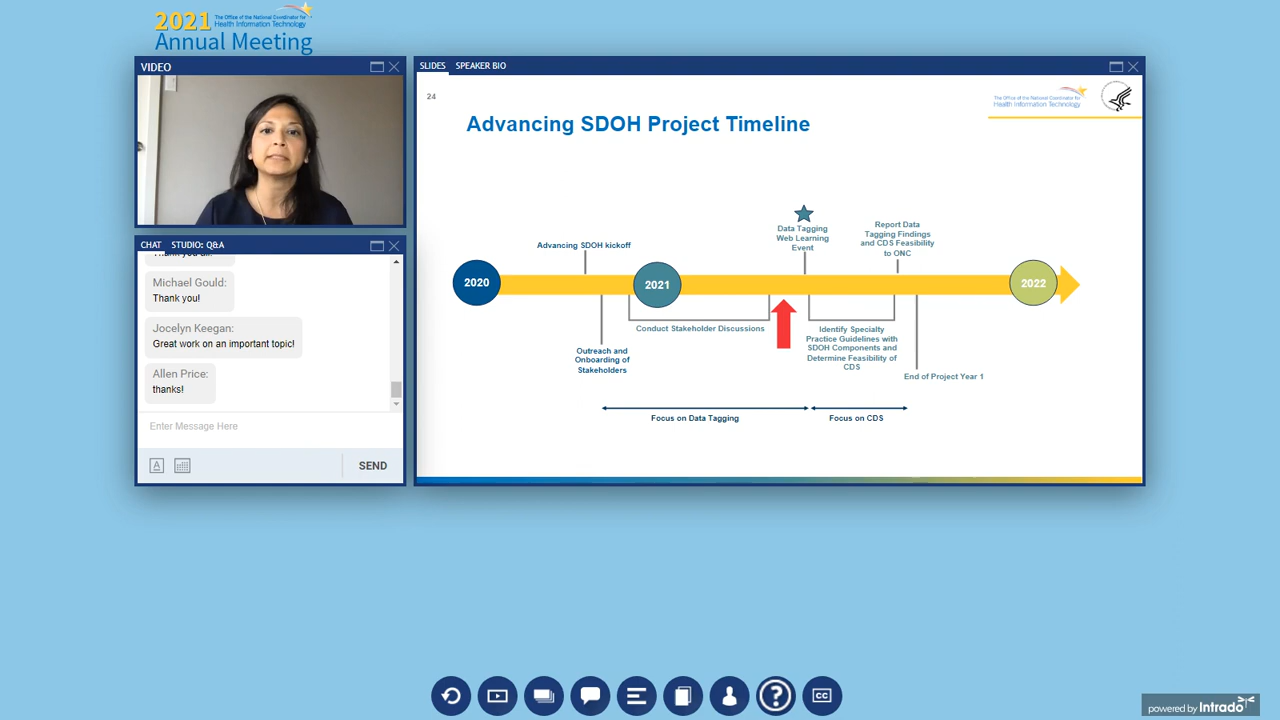 2021 The Office of the National Coordinator for
Health Information Technology
Annual Meeting
VIDEO
SLIDES SPEAKER BIO
24
The Office of the National Coordinator for
Health Information Technology
Advancing SDOH Project Timeline
Data Tagging
Web Learning
Event
Report Data
Tagging Findings
and CDS Feasibility
to ONC
Advancing SDOH kickoff
2020
2021
2022
Conduct Stakeholder Discussions
Outreach and
Onboarding of
Stakeholders
Identify Specialty
Practice Guidelines with
SDOH Components and
Determine Feasibility of
CDS
End of Project Year 1
Focus on Data Tagging
Focus on CDS
CHAT STUDIO: Q&A
Thank you all!
Michael Gould:
Thank you!
Jocelyn Keegan:
Great work on an important topic!
Allen Price:
thanks!
Enter Message Here
A
SEND
?
CC
powered by Intrado